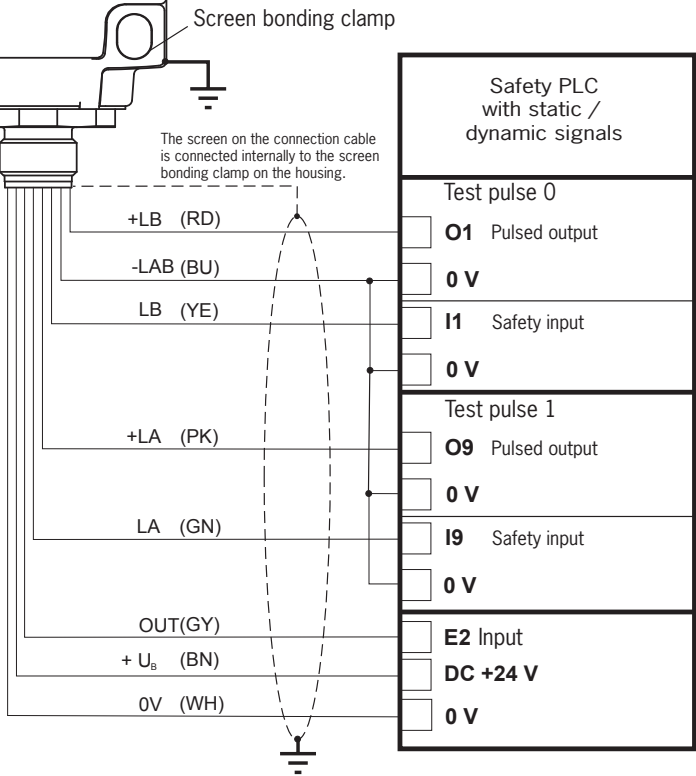 Screen bonding clamp
Safety PLC
with static /
dynamic signals
The screen on the connection cable
is connected internally to the screen
bonding clamp on the housing.
Test pulse 0
+LB (RD)
O1 Pulsed output
-LAB (BU)
0 V
LB (YE)
I1 Safety input
0 V
Test pulse 1
+LA (PK)
O9 Pulsed output
0 V
LA (GN)
I9 Safety input
0 V
OUT(GY)
E2 Input
+ UB (BN)
DC +24 V
0V (WH)
0 V